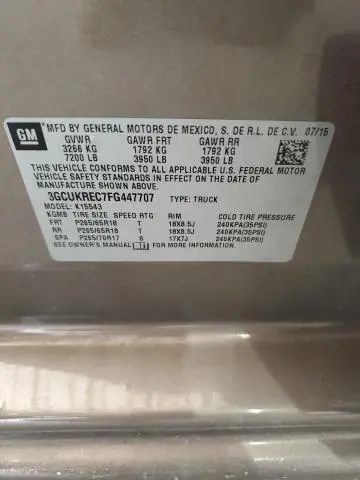 GM
MFD BY GENERAL MOTORS DE MEXICO, S. DE R.L. DE C.V. 07/15
GVWR GAWR FRT GAWR RR
3266 KG 1792 KG 1792 KG
7200 LB 3950 LB 3950 LB
THIS VEHICLE CONFORMS TO ALL APPLICABLE U.S. FEDERAL MOTOR
VEHICLE SAFETY STANDARDS IN EFFECT ON THE DATE OF
MANUFACTURE SHOWN ABOVE.
3GCUKREC7FG447707 TYPE: TRUCK
MODEL: K15543
KGMB TIRE SIZE SPEED RTG RIM COLD TIRE PRESSURE
FRT P265/65R18 T 18X8.5J 240KPA(35PSI)
RR P265/65R18 T 18X8.5J 240KPA(35PSI)
SPA P265/70R17 S 17X7J 240KPA(35PSI)
SEE OWNER'S MANUAL FOR MORE INFORMATION.